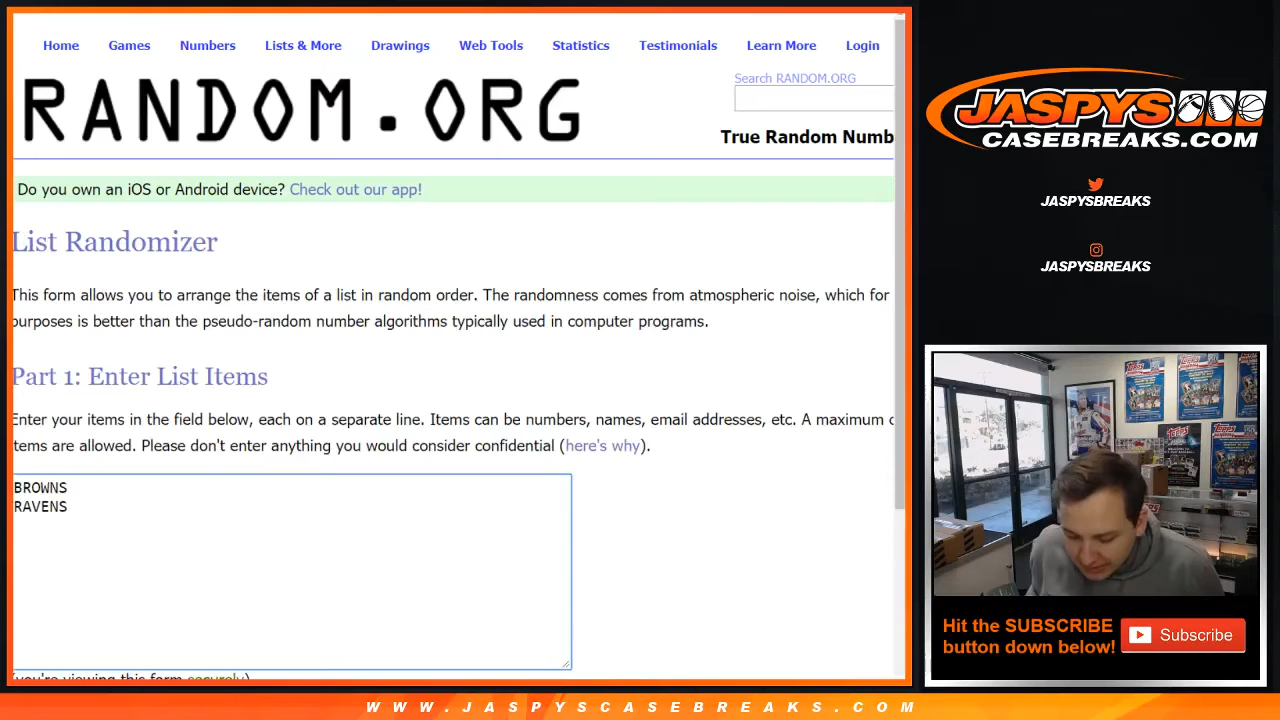 Home Games Numbers Lists & More Drawings Web Tools Statistics Testimonials Learn More Login
RANDOM.ORG
Search RANDOM.ORG
True Random Numb
Do you own an iOS or Android device? Check out our app!
List Randomizer
This form allows you to arrange the items of a list in random order. The randomness comes from atmospheric noise, which for
purposes is better than the pseudo-random number algorithms typically used in computer programs.
Part 1: Enter List Items
Enter your items in the field below, each on a separate line. Items can be numbers, names, email addresses, etc. A maximum
items are allowed. Please don't enter anything you would consider confidential (here's why).
BROWNS
RAVENS
(you're viewing this form securely)
JASPYS
CASEBREAKS.COM
JASPYSBREAKS
JASPYSBREAKS
Hit the SUBSCRIBE
button down below!
Subscribe
WWW.JASPYSCASEBREAKS.COM